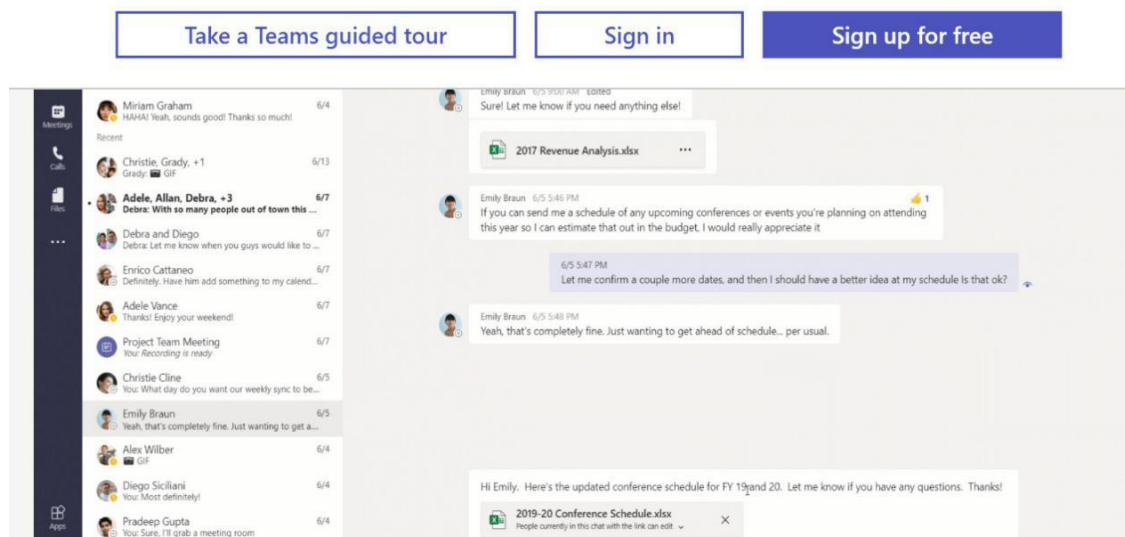 Take a Teams guided tour
Sign in
Sign up for free
Meetings
Calls
Files
Apps
Miriam Graham 6/4
HAHA! Yeah, sounds good! Thanks so much!
Recent
Christie, Grady, +1 6/13
Grady: GIF
Adele, Allan, Debra, +3 6/7
Debra: With so many people out of town this ...
Debra and Diego 6/7
Debra: Let me know when you guys would like to ...
Enrico Cattaneo 6/7
Definitely. Have him add something to my calend...
Adele Vance 6/7
Thanks! Enjoy your weekend!
Project Team Meeting 6/7
You: Recording is ready
Christie Cline 6/5
You: What day do you want our weekly sync to be...
Emily Braun 6/5
Yeah, that's completely fine. Just wanting to get a...
Alex Wilber 6/4
GIF
Diego Siciliani 6/4
You: Most definitely!
Pradeep Gupta 6/4
You: Sure, I'll grab a meeting room
Emily Braun 6/5 9:00 AM Edited
Sure! Let me know if you need anything else!
2017 Revenue Analysis.xlsx ...
Emily Braun 6/5 5:46 PM 1
If you can send me a schedule of any upcoming conferences or events you're planning on attending
this year so I can estimate that out in the budget, I would really appreciate it
6/5 5:47 PM
Let me confirm a couple more dates, and then I should have a better idea at my schedule Is that ok?
Emily Braun 6/5 5:48 PM
Yeah, that's completely fine. Just wanting to get ahead of schedule... per usual.
Hi Emily. Here's the updated conference schedule for FY 19 and 20. Let me know if you have any questions. Thanks!
2019-20 Conference Schedule.xlsx
People currently in this chat with the link can edit